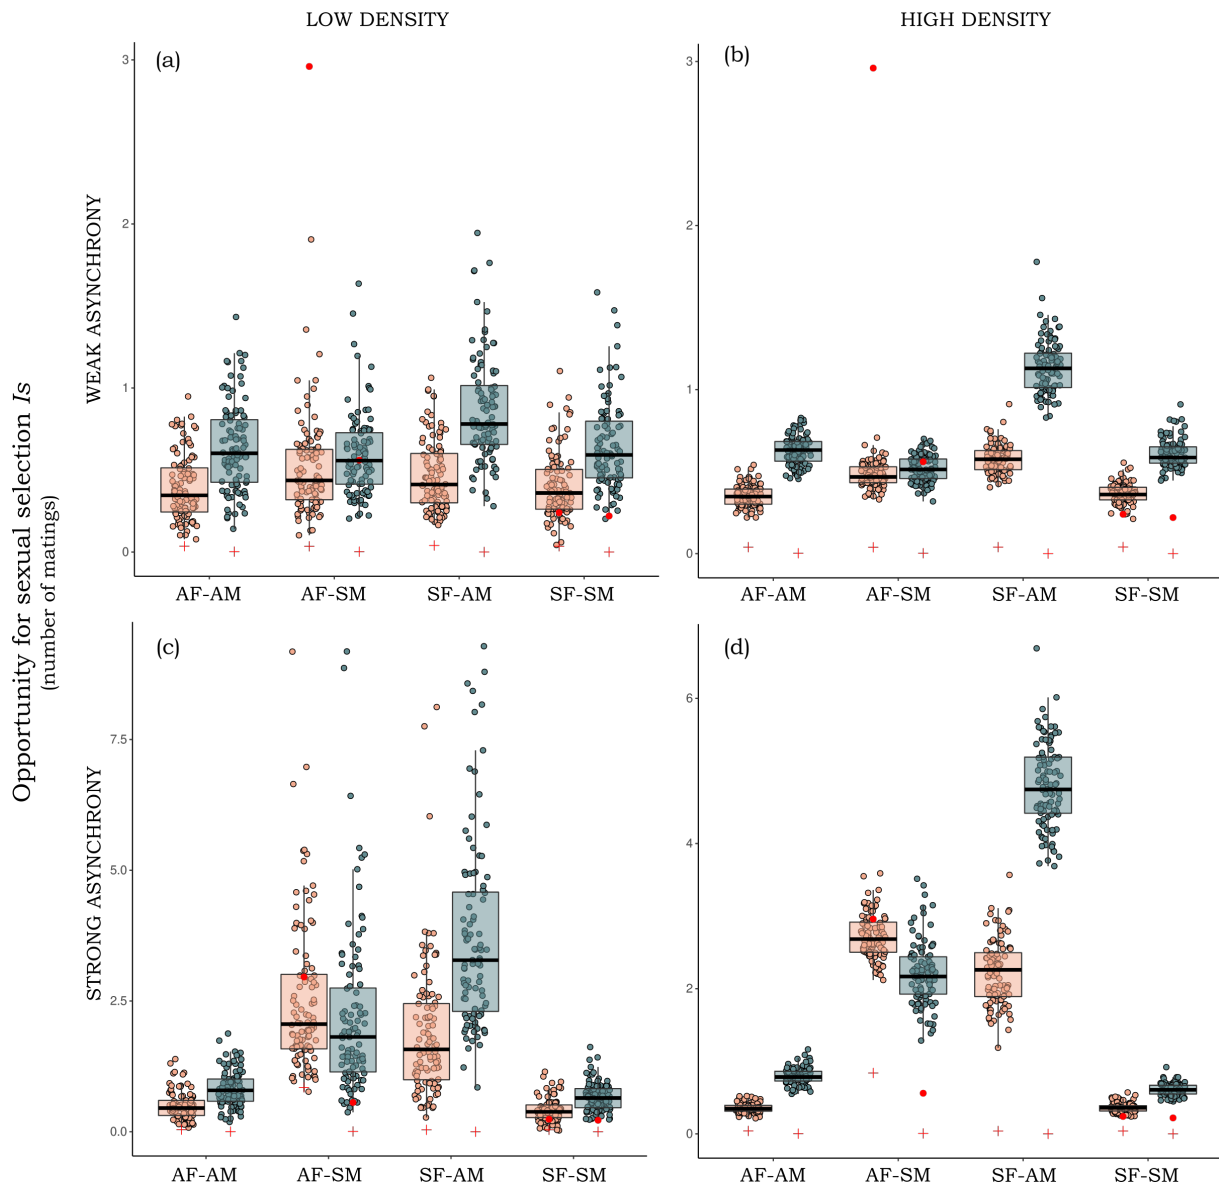 LOW DENSITY
HIGH DENSITY
Opportunity for sexual selection Is
(number of matings)
WEAK ASYNCHRONY
(a)
3
2
1
0
AF-AM AF-SM SF-AM SF-SM
(b)
3
2
1
0
AF-AM AF-SM SF-AM SF-SM
STRONG ASYNCHRONY
(c)
7.5
5.0
2.5
0.0
AF-AM AF-SM SF-AM SF-SM
(d)
6
4
2
0
AF-AM AF-SM SF-AM SF-SM